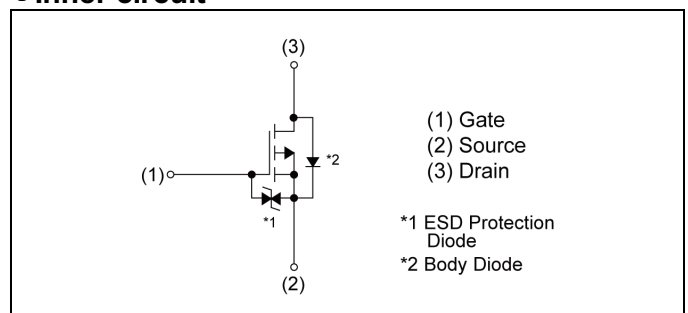 Inner circuit
(3)
(1) Gate
(2) Source
(3) Drain
*2
(1)
*1
*1 ESD Protection
Diode
*2 Body Diode
(2)